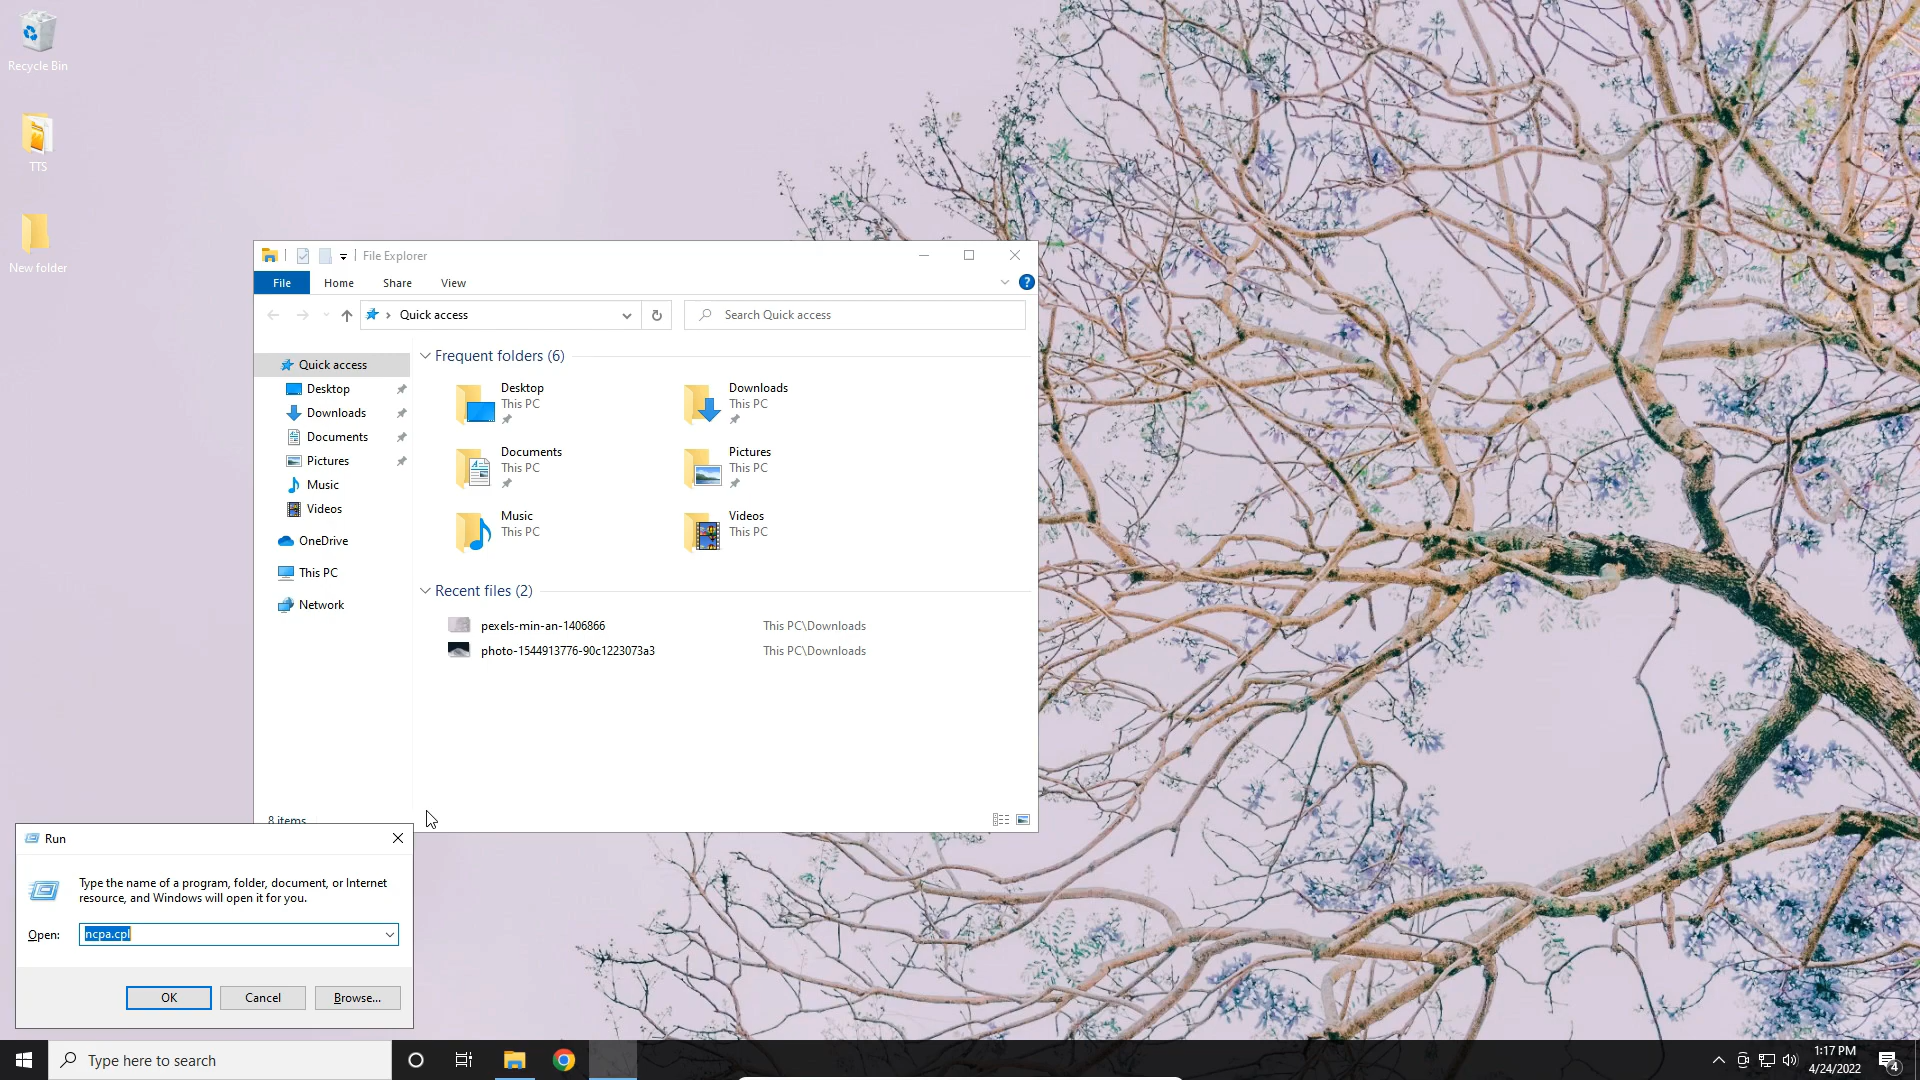 Recycle Bin
TTS
New folder
File Explorer
File
Home
Share
View
?
Quick access
Search Quick access
Quick access
Desktop
Downloads
Documents
Pictures
Music
Videos
OneDrive
This PC
Network
Frequent folders (6)
Desktop
This PC
Downloads
This PC
Documents
This PC
Pictures
This PC
Music
This PC
Videos
This PC
Recent files (2)
pexels-min-an-1406866
This PC\Downloads
photo-1544913776-90c1223073a3
This PC\Downloads
8 items
Run
Type the name of a program, folder, document, or Internet
resource, and Windows will open it for you.
Open:
ncpa.cpl
OK
Cancel
Browse...
Type here to search
1:17 PM
4/24/2022
4